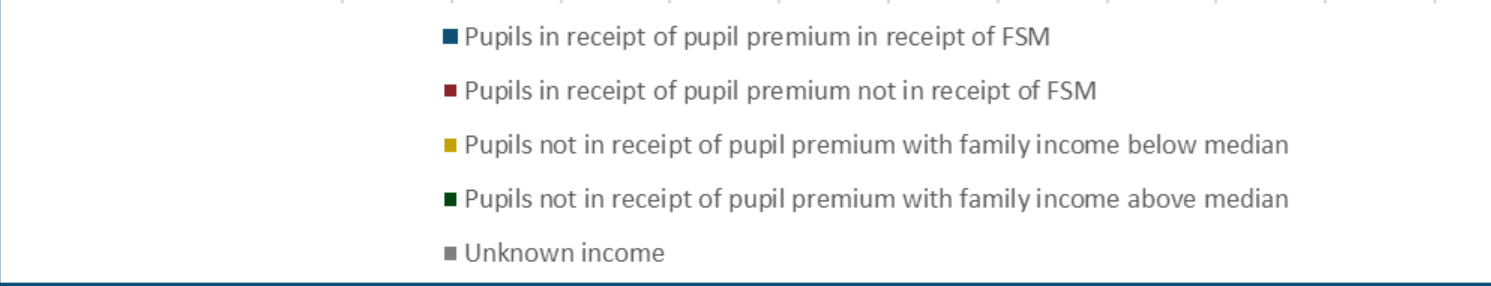 Pupils in receipt of pupil premium in receipt of FSM
Pupils in receipt of pupil premium not in receipt of FSM
Pupils not in receipt of pupil premium with family income below median
Pupils not in receipt of pupil premium with family income above median
Unknown income